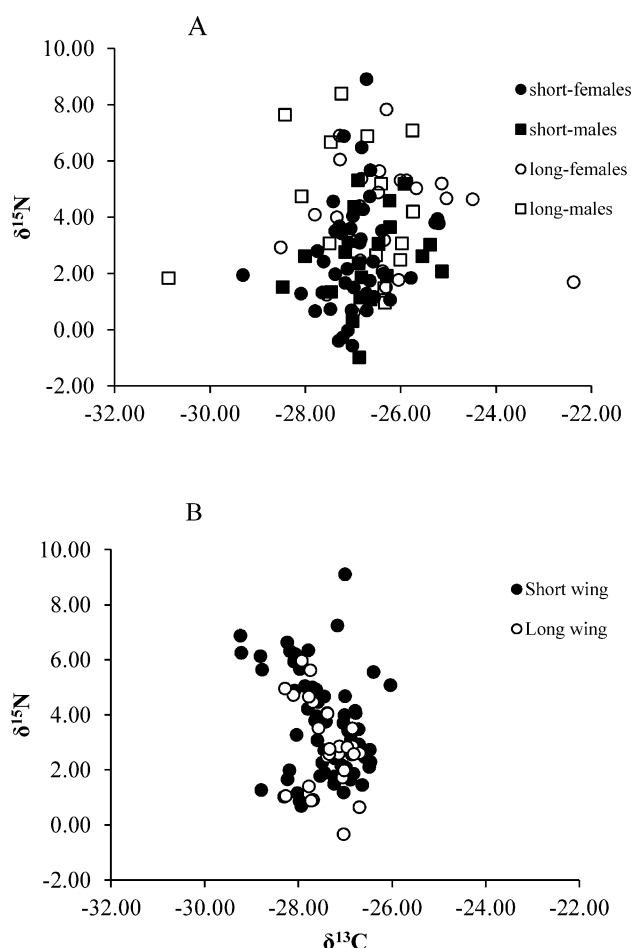 A
10.00
8.00
6.00
4.00
2.00
0.00
-2.00
δ15N
-32.00 -30.00 -28.00 -26.00 -24.00 -22.00
short-females
short-males
long-females
long-males
B
10.00
8.00
6.00
4.00
2.00
0.00
-2.00
δ15N
-32.00 -30.00 -28.00 -26.00 -24.00 -22.00
δ13C
Short wing
Long wing